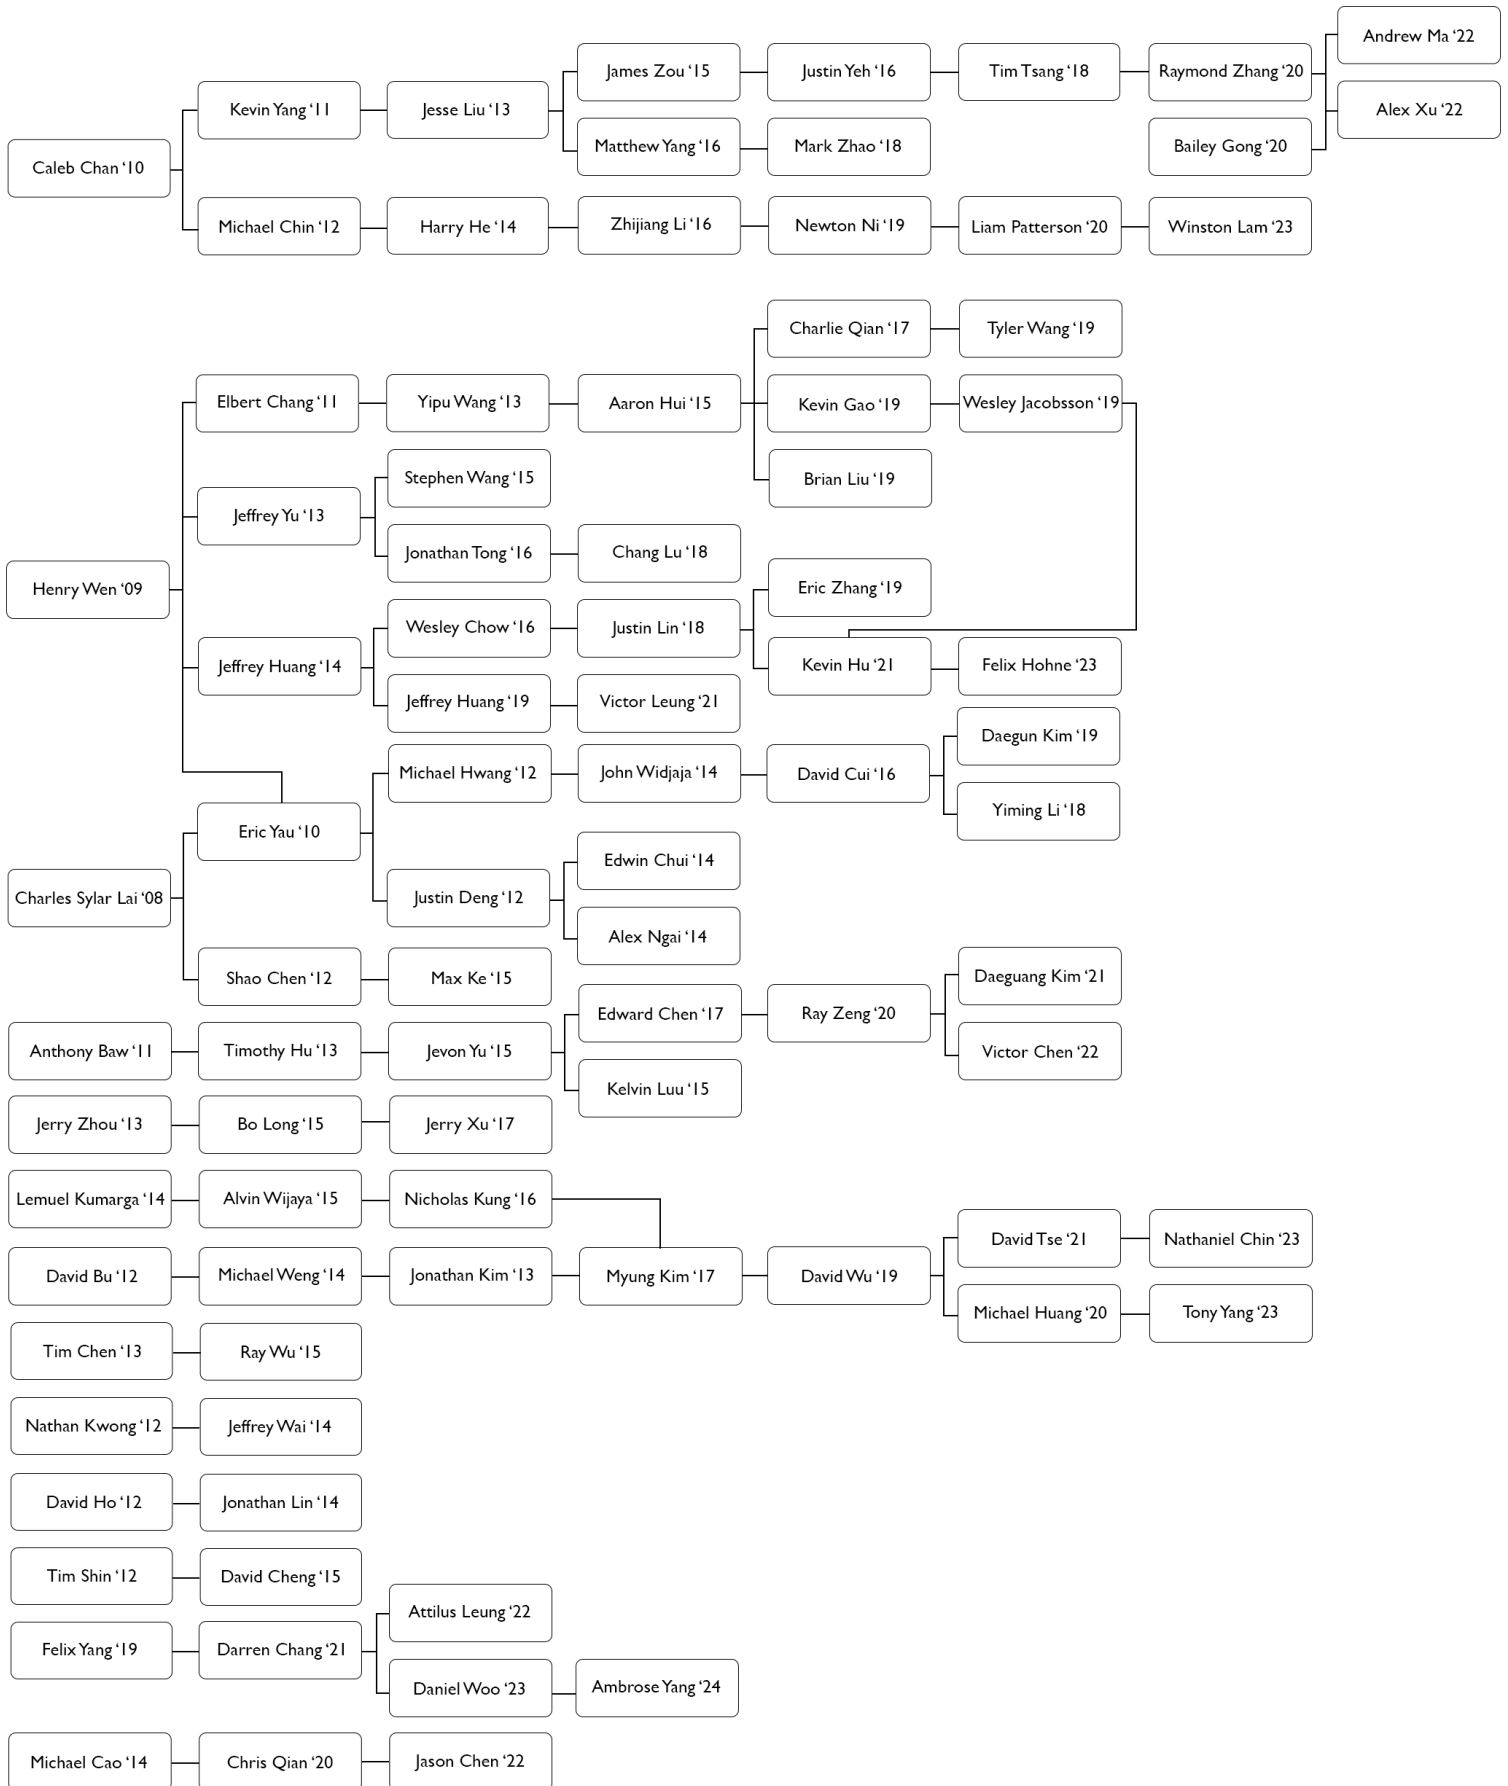 Andrew Ma ‘22
James Zou ‘15
Justin Yeh ‘16
Tim Tsang ‘18
Raymond Zhang ‘20
Kevin Yang ‘11
Jesse Liu ‘13
Alex Xu ‘22
Matthew Yang ‘16
Mark Zhao ‘18
Bailey Gong ‘20
Caleb Chan ‘10
Michael Chin ‘12
Harry He ‘14
Zhijiang Li ‘16
Newton Ni ‘19
Liam Patterson ‘20
Winston Lam ‘23
Charlie Qian ‘17
Tyler Wang ‘19
Elbert Chang ‘11
Yipu Wang ‘13
Aaron Hui ‘15
Kevin Gao ‘19
Wesley Jacobsson ‘19
Stephen Wang ‘15
Brian Liu ‘19
Jeffrey Yu ‘13
Jonathan Tong ‘16
Chang Lu ‘18
Henry Wen ‘09
Eric Zhang ‘19
Wesley Chow ‘16
Justin Lin ‘18
Jeffrey Huang ‘14
Kevin Hu ‘21
Felix Hohne ‘23
Jeffrey Huang ‘19
Victor Leung ‘21
Daegun Kim ‘19
Michael Hwang ‘12
John Widjaja ‘14
David Cui ‘16
Yiming Li ‘18
Eric Yau ‘10
Edwin Chui ‘14
Charles Sylar Lai ‘08
Justin Deng ‘12
Alex Ngai ‘14
Shao Chen ‘12
Max Ke ‘15
Daeguang Kim ‘21
Edward Chen ‘17
Ray Zeng ‘20
Anthony Baw ‘11
Timothy Hu ‘13
Jevon Yu ‘15
Victor Chen ‘22
Kelvin Luu ‘15
Jerry Zhou ‘13
Bo Long ‘15
Jerry Xu ‘17
Lemuel Kumarga ‘14
Alvin Wijaya ‘15
Nicholas Kung ‘16
David Tse ‘21
Nathaniel Chin ‘23
David Bu ‘12
Michael Weng ‘14
Jonathan Kim ‘13
Myung Kim ‘17
David Wu ‘19
Michael Huang ‘20
Tony Yang ‘23
Tim Chen ‘13
Ray Wu ‘15
Nathan Kwong ‘12
Jeffrey Wai ‘14
David Ho ‘12
Jonathan Lin ‘14
Tim Shin ‘12
David Cheng ‘15
Attilus Leung ‘22
Felix Yang ‘19
Darren Chang ‘21
Daniel Woo ‘23
Ambrose Yang ‘24
Michael Cao ‘14
Chris Qian ‘20
Jason Chen ‘22